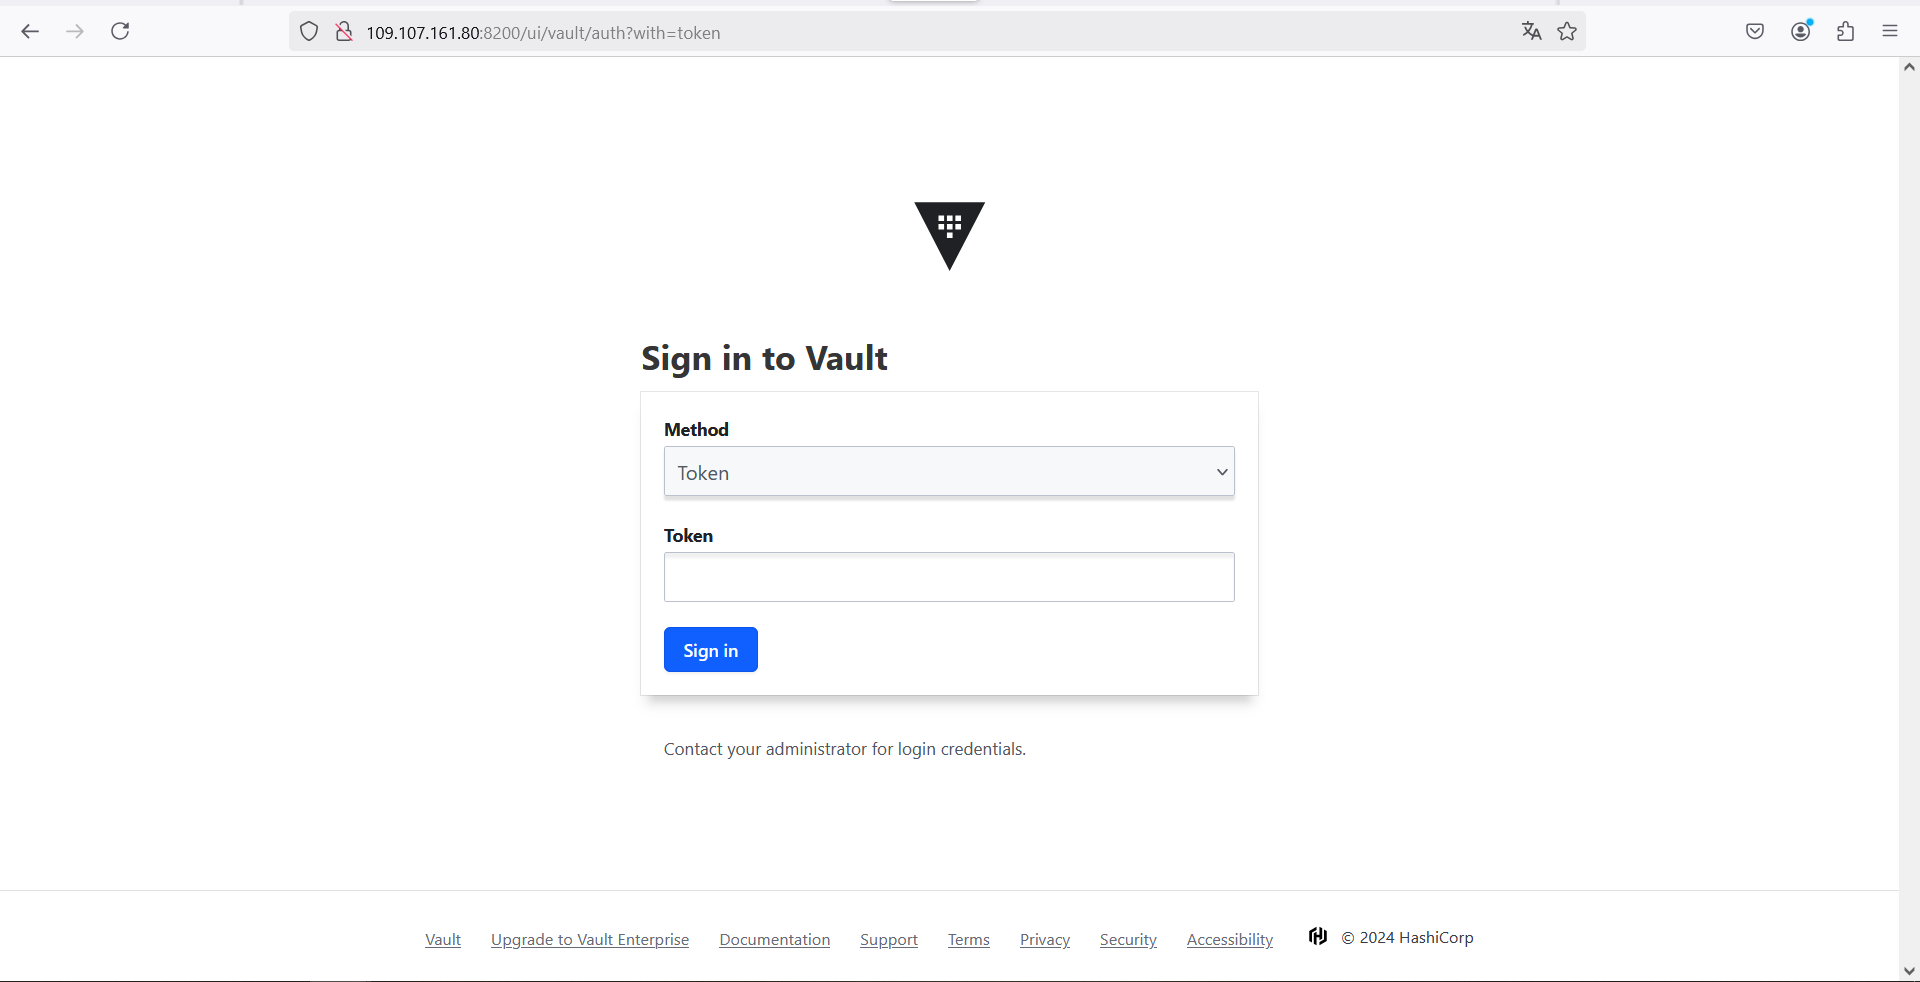 109.107.161.80:8200/ui/vault/auth?with=token
Sign in to Vault
Method
Token
Token
Sign in
Contact your administrator for login credentials.
Vault Upgrade to Vault Enterprise Documentation Support Terms Privacy Security Accessibility © 2024 HashiCorp